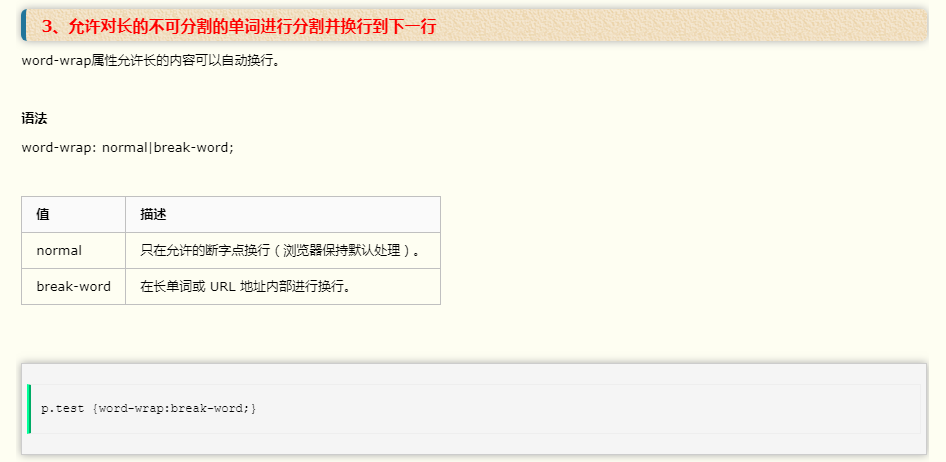 3、允许对长的不可分割的单词进行分割并换行到下一行
word-wrap属性允许长的内容可以自动换行。
语法
word-wrap: normal|break-word;
值 描述
normal 只在允许的断字点换行（浏览器保持默认处理）。
break-word 在长单词或 URL 地址内部进行换行。
p.test {word-wrap:break-word;}